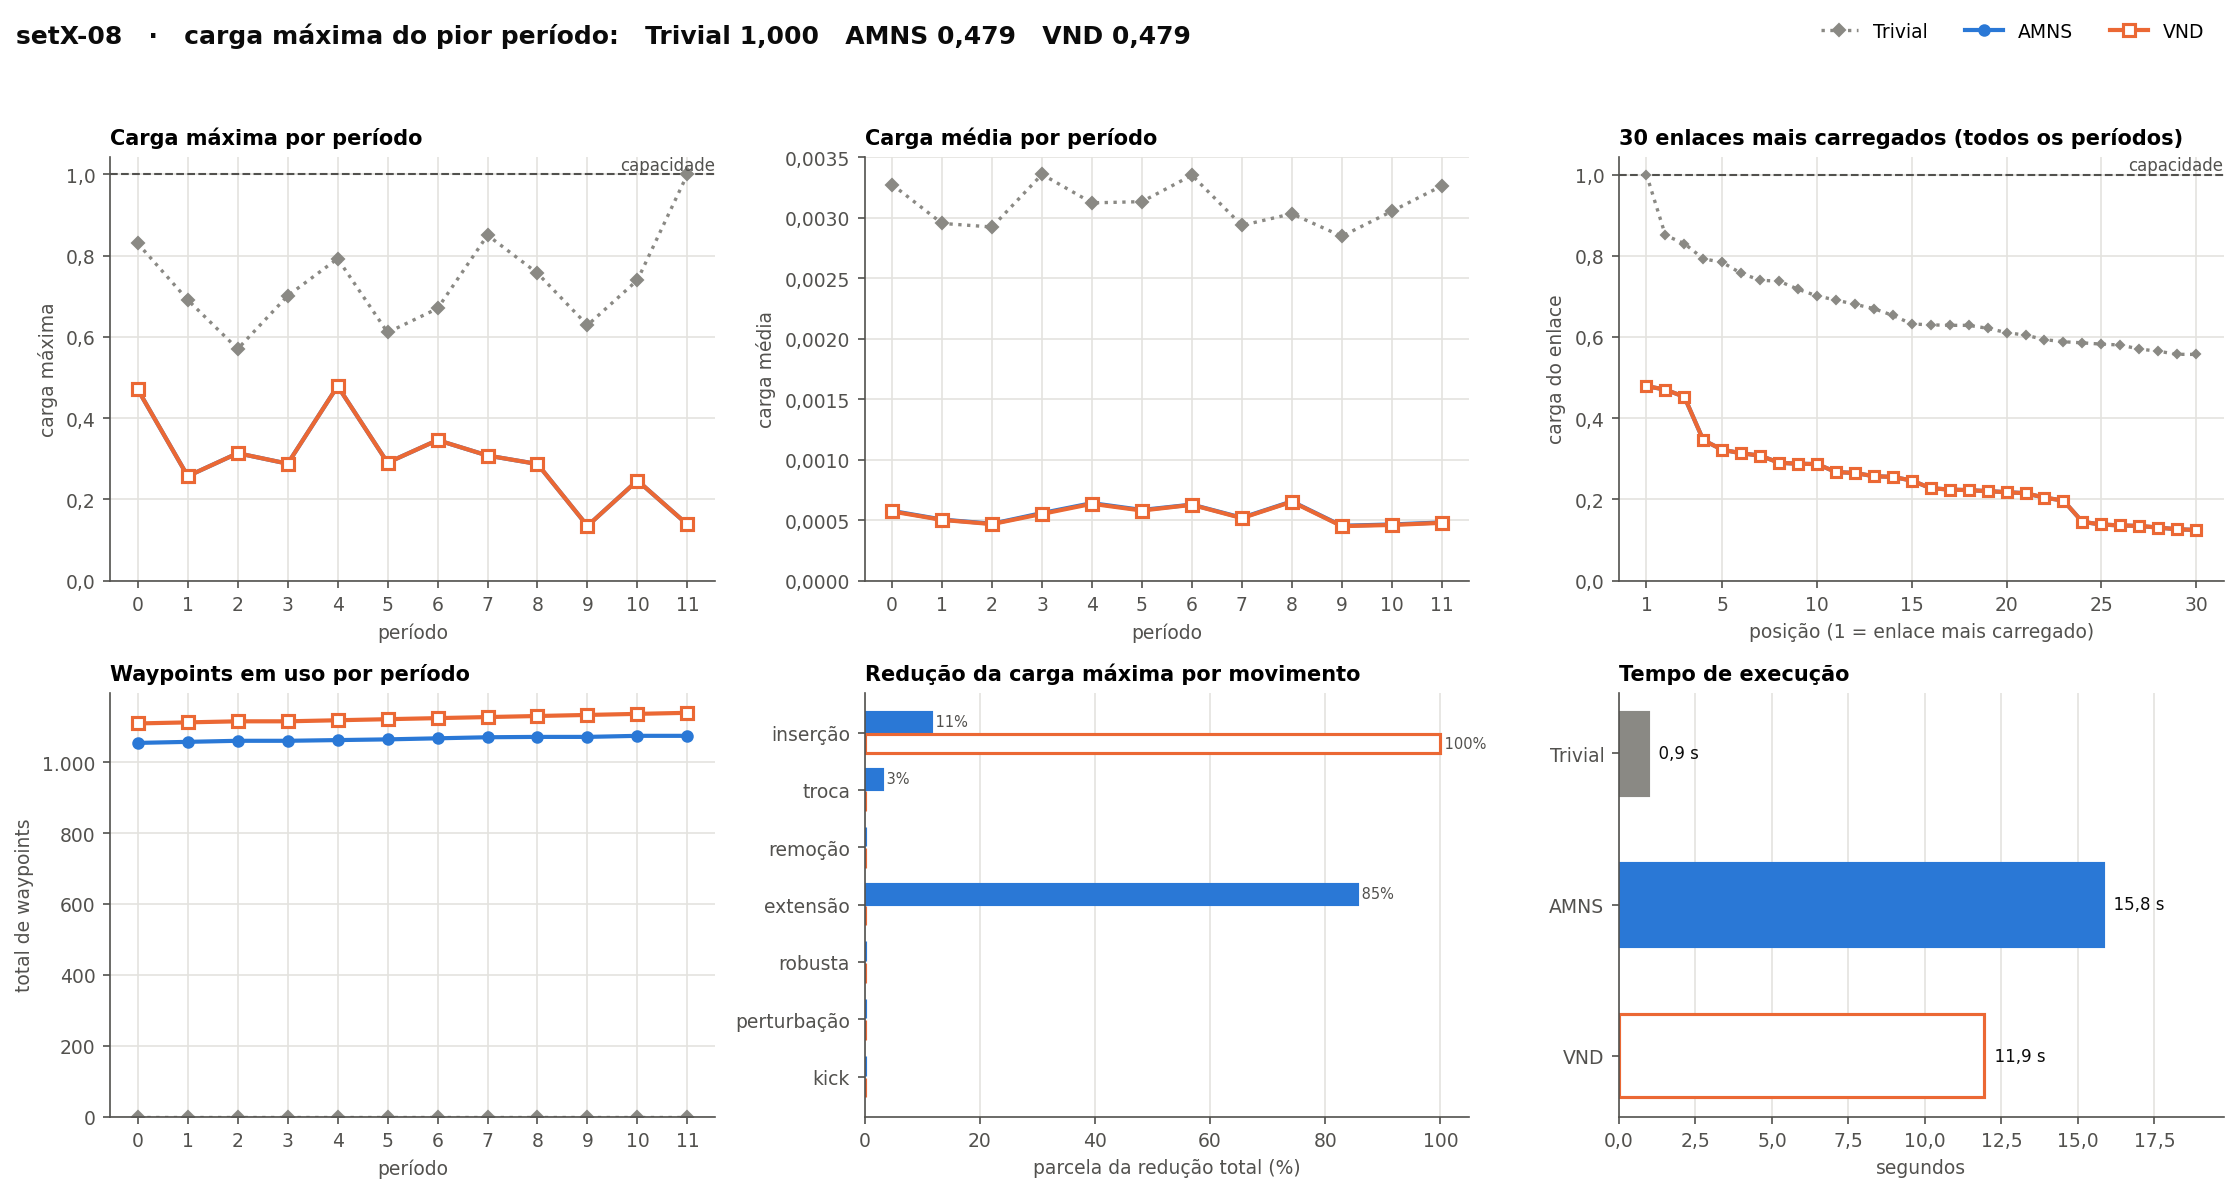 setX-08 · carga máxima do pior período: Trivial 1,000 AMNS 0,479 VND 0,479
Trivial AMNS VND
Carga máxima por período
capacidade
1,0
0,8
0,6
0,4
0,2
0,0
carga máxima
0 1 2 3 4 5 6 7 8 9 10 11
período
Carga média por período
0,0035
0,0030
0,0025
0,0020
0,0015
0,0010
0,0005
0,0000
carga média
0 1 2 3 4 5 6 7 8 9 10 11
período
30 enlaces mais carregados (todos os períodos)
capacidade
1,0
0,8
0,6
0,4
0,2
0,0
carga do enlace
1 5 10 15 20 25 30
posição (1 = enlace mais carregado)
Waypoints em uso por período
1.000
800
600
400
200
0
total de waypoints
0 1 2 3 4 5 6 7 8 9 10 11
período
Redução da carga máxima por movimento
inserção 11%
100%
troca 3%
remoção
extensão 85%
robusta
perturbação
kick
0 20 40 60 80 100
parcela da redução total (%)
Tempo de execução
Trivial 0,9 s
AMNS 15,8 s
VND 11,9 s
0,0 2,5 5,0 7,5 10,0 12,5 15,0 17,5
segundos